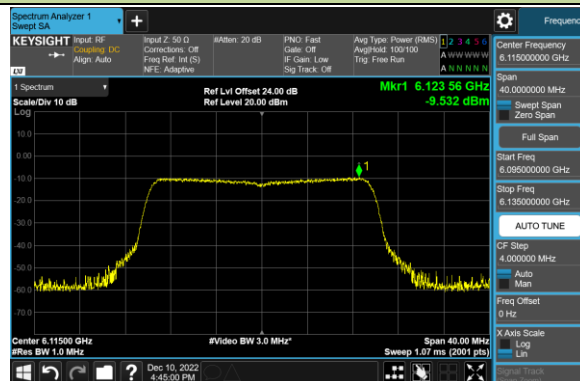 Spectrum Analyzer 1
Swept SA
+
Frequency
KEYSIGHT
Input: RF
Coupling: DC
Align: Auto
Input Z: 50 Ω
Corrections: Off
Freq Ref: Int (S)
NFE: Adaptive
#Atten: 20 dB
PNO: Fast
Gate: Off
IF Gain: Low
Sig Track: Off
Avg Type: Power (RMS)
Avg|Hold: 100/100
Trig: Free Run
1 2 3 4 5 6
A W W W W W
A N N N N N
LXI
1 Spectrum
Scale/Div 10 dB
Log
Ref Lvl Offset 24.00 dB
Ref Level 20.00 dBm
Mkr1 6.123 56 GHz
-9.532 dBm
10.0
0.00
-10.0
-20.0
-30.0
-40.0
-50.0
-60.0
-70.0
1
Center 6.11500 GHz
#Res BW 1.0 MHz
#Video BW 3.0 MHz*
Span 40.00 MHz
Sweep 1.07 ms (2001 pts)
Center Frequency
6.115000000 GHz
Span
40.0000000 MHz
Swept Span
Zero Span
Full Span
Start Freq
6.095000000 GHz
Stop Freq
6.135000000 GHz
AUTO TUNE
CF Step
4.000000 MHz
Auto
Man
Freq Offset
0 Hz
X Axis Scale
Log
Lin
Signal Track
?
Dec 10, 2022
4:45:00 PM